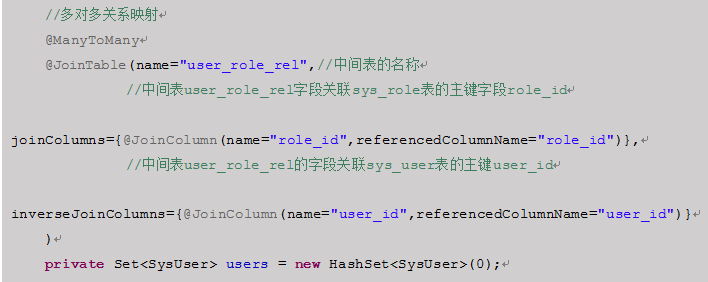 //多对多关系映射
@ManyToMany
@JoinTable(name="user_role_rel",//中间表的名称
//中间表user_role_rel字段关联sys_role表的主键字段role_id
joinColumns={@JoinColumn(name="role_id",referencedColumnName="role_id")},
//中间表user_role_rel的字段关联sys_user表的主键user_id
inverseJoinColumns={@JoinColumn(name="user_id",referencedColumnName="user_id")}
)
private Set<SysUser> users = new HashSet<SysUser>(0);